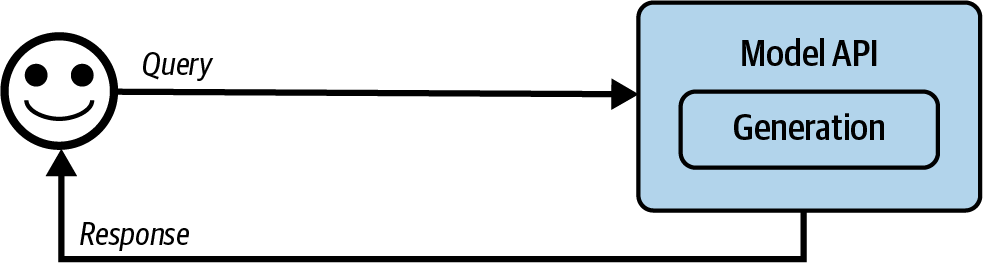 Query
Model API
Generation
Response